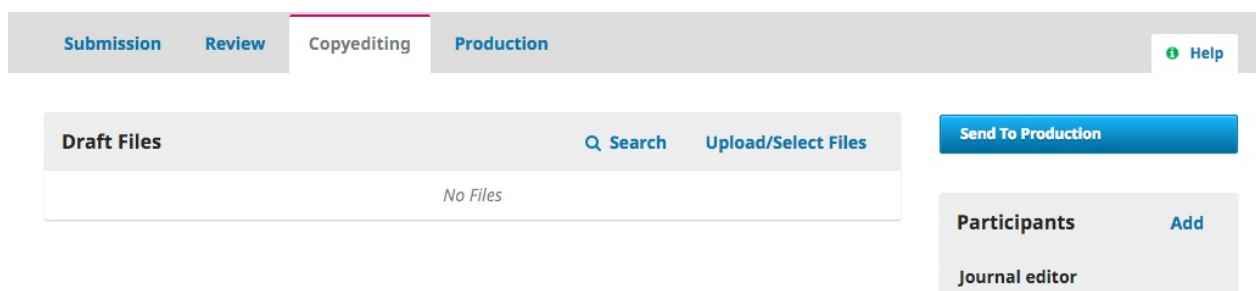 Submission Review Copyediting Production
Help
Draft Files Search Upload/Select Files
No Files
Send To Production
Participants Add
Journal editor